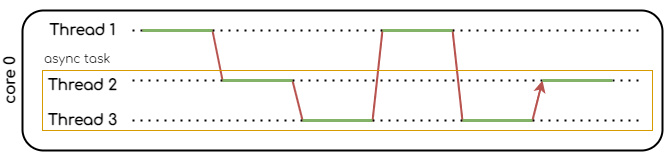 core 0
Thread 1
async task
Thread 2
Thread 3